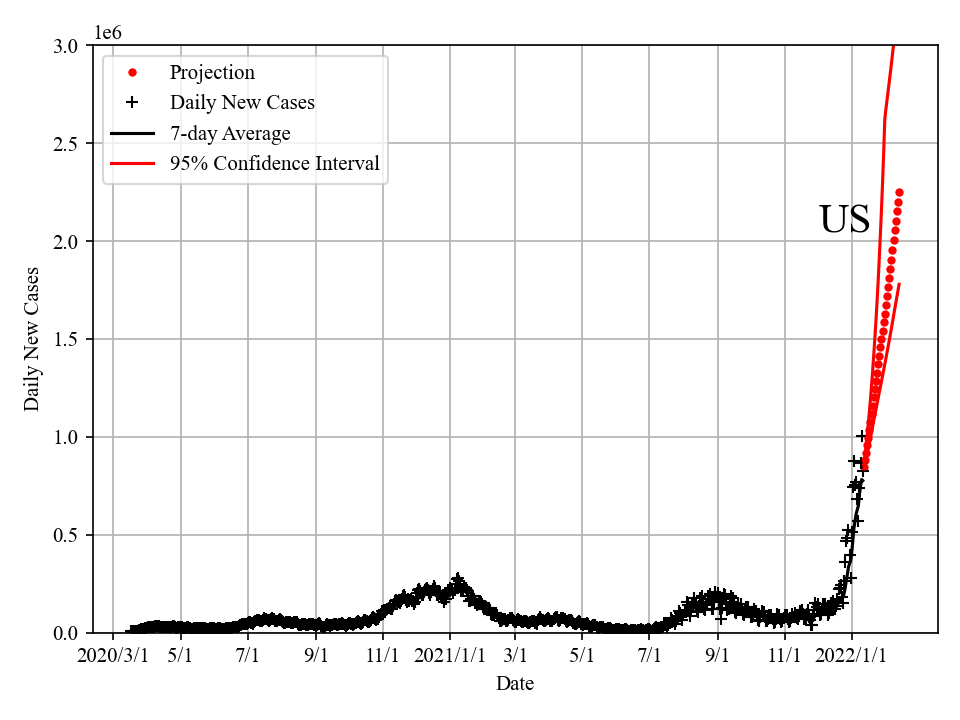 1e6
3.0
2.5
2.0
1.5
1.0
0.5
0.0
Projection
Daily New Cases
7-day Average
95% Confidence Interval
US
Daily New Cases
2020/3/1 5/1 7/1 9/1 11/1 2021/1/1 3/1 5/1 7/1 9/1 11/1 2022/1/1
Date